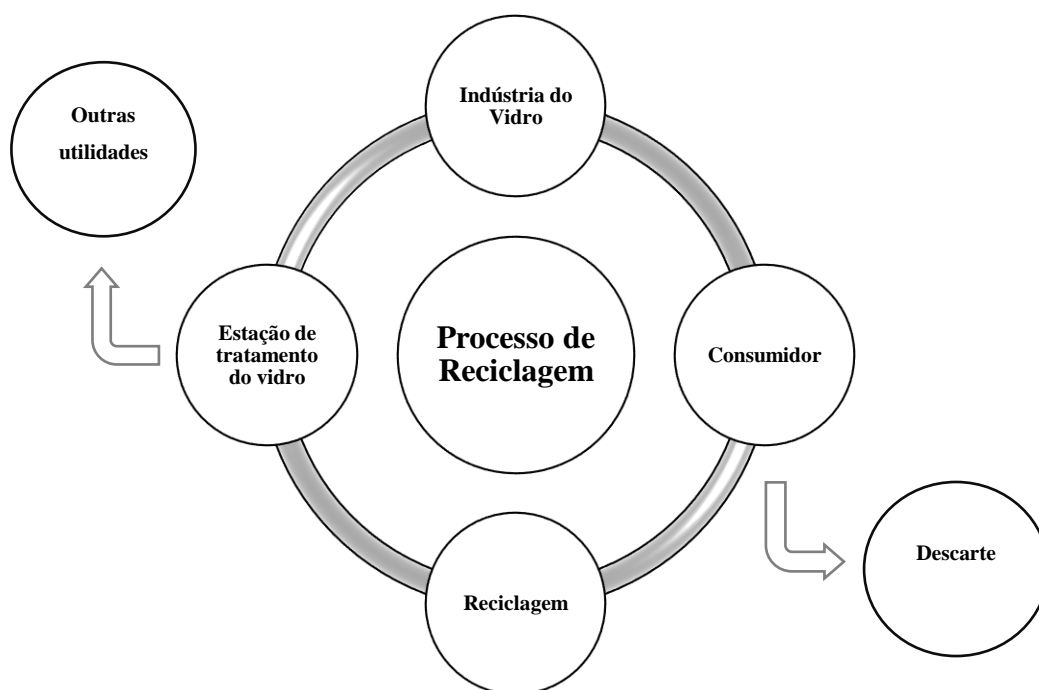 Indústria do
Vidro
Outras
utilidades
Estação de
tratamento
do vidro
Processo de
Reciclagem
Consumidor
Reciclagem
Descarte